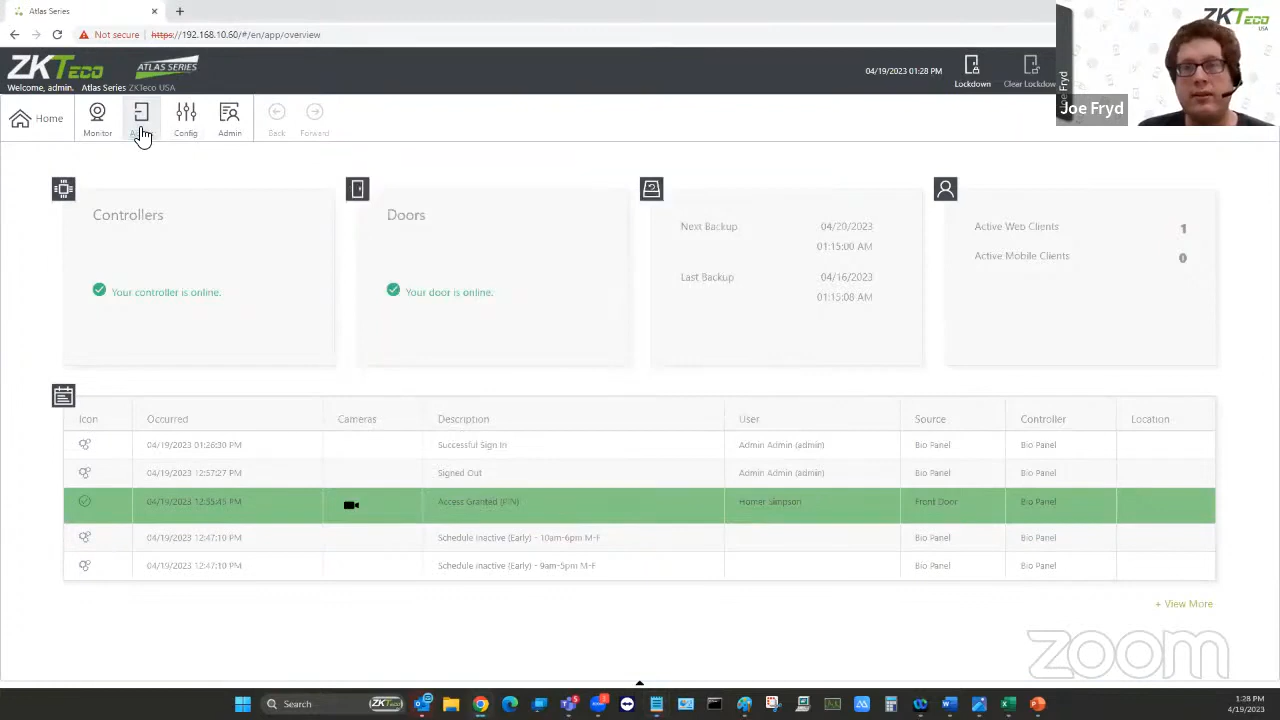 Atlas Series
Not secure
https://192.168.10.60/#/en/app/overview
ZKTeco
ATLAS SERIES
Welcome, admin. Atlas Series ZKTeco USA
04/19/2023 01:28 PM
Lockdown
Clear Lockdow
ZKTeco
USA
Joe Fryd
Joe Fryd
Home
Monitor
Config
Admin
Back
Forward
Controllers
Your controller is online.
Doors
Your door is online.
Next Backup 04/20/2023
01:15:00 AM
Last Backup 04/16/2023
01:15:08 AM
Active Web Clients 1
Active Mobile Clients 0
Icon Occurred Cameras Description User Source Controller Location
04/19/2023 01:26:30 PM Successful Sign In Admin Admin (admin) Bio Panel Bio Panel
04/19/2023 12:57:27 PM Signed Out Admin Admin (admin) Bio Panel Bio Panel
04/19/2023 12:55:45 PM Access Granted (PIN) Homer Simpson Front Door Bio Panel
04/19/2023 12:47:10 PM Schedule Inactive (Early) - 10am-6pm M-F Bio Panel Bio Panel
04/19/2023 12:47:10 PM Schedule Inactive (Early) - 9am-5pm M-F Bio Panel Bio Panel
+ View More
zoom
Search
ZKTeco
1:28 PM
4/19/2023